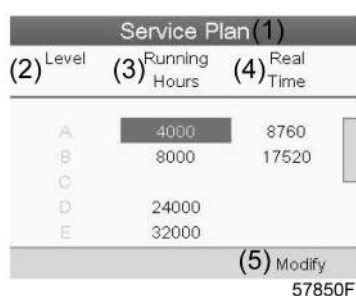 Service Plan (1)
(2) Level (3) Running Hours (4) Real Time
A 4000 8760
B 8000 17520
C
D 24000
E 32000
(5) Modify
57850F